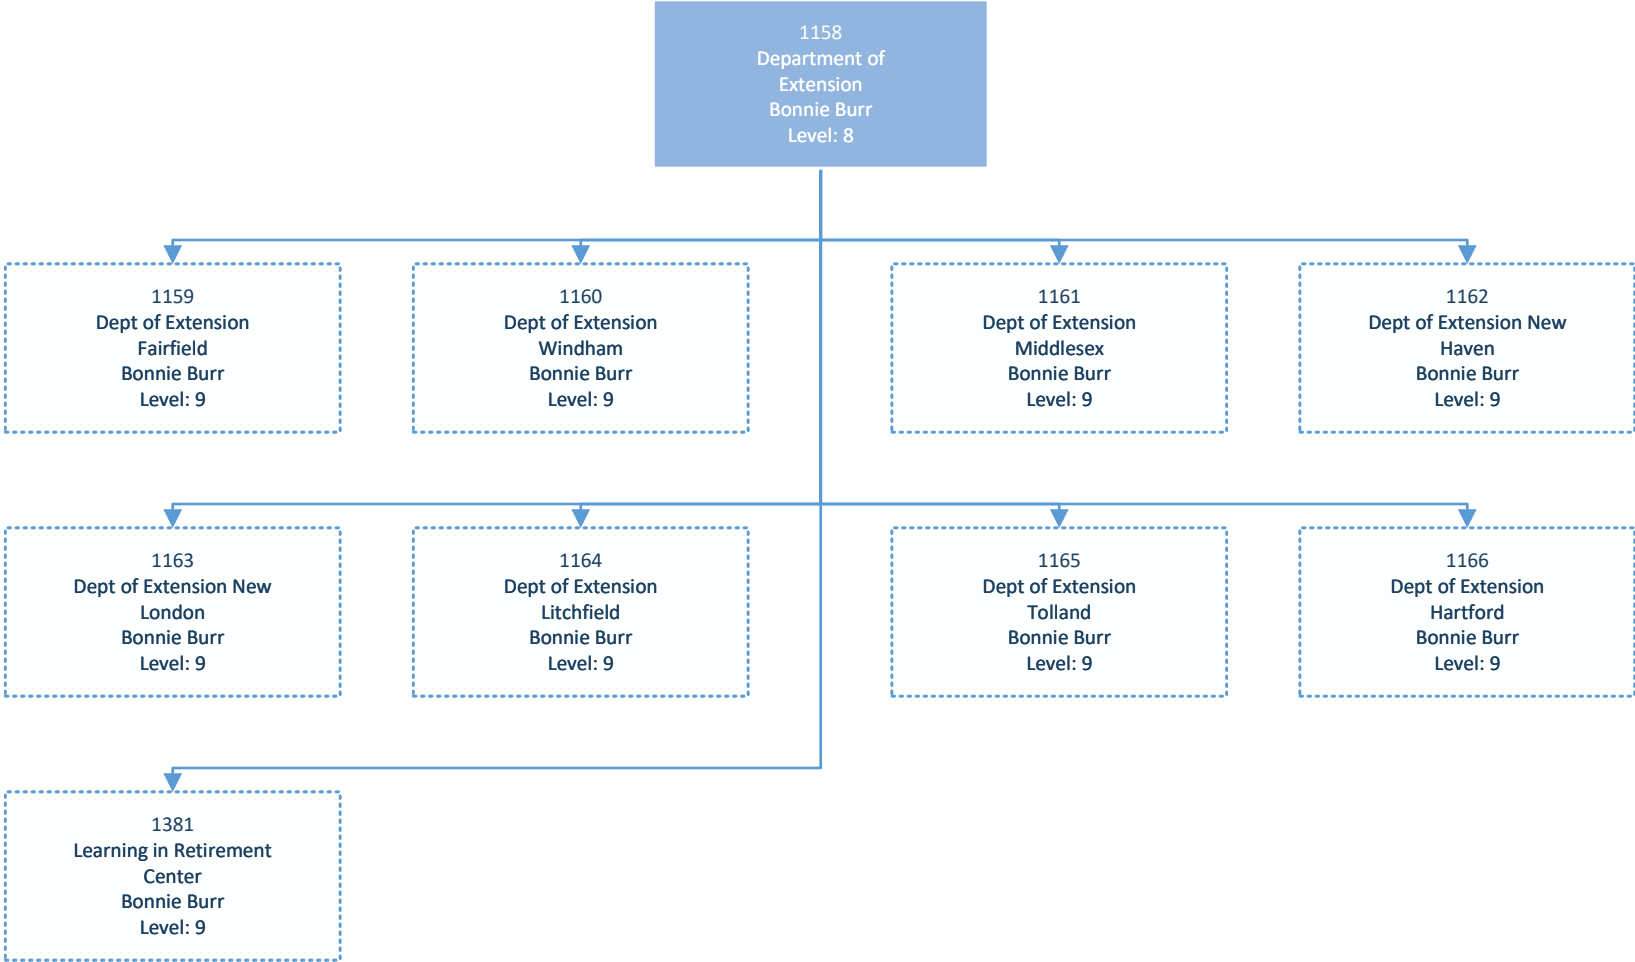 1158
Department of
Extension
Bonnie Burr
Level: 8
1159
Dept of Extension
Fairfield
Bonnie Burr
Level: 9
1160
Dept of Extension
Windham
Bonnie Burr
Level: 9
1161
Dept of Extension
Middlesex
Bonnie Burr
Level: 9
1162
Dept of Extension New
Haven
Bonnie Burr
Level: 9
1163
Dept of Extension New
London
Bonnie Burr
Level: 9
1164
Dept of Extension
Litchfield
Bonnie Burr
Level: 9
1165
Dept of Extension
Tolland
Bonnie Burr
Level: 9
1166
Dept of Extension
Hartford
Bonnie Burr
Level: 9
1381
Learning in Retirement
Center
Bonnie Burr
Level: 9